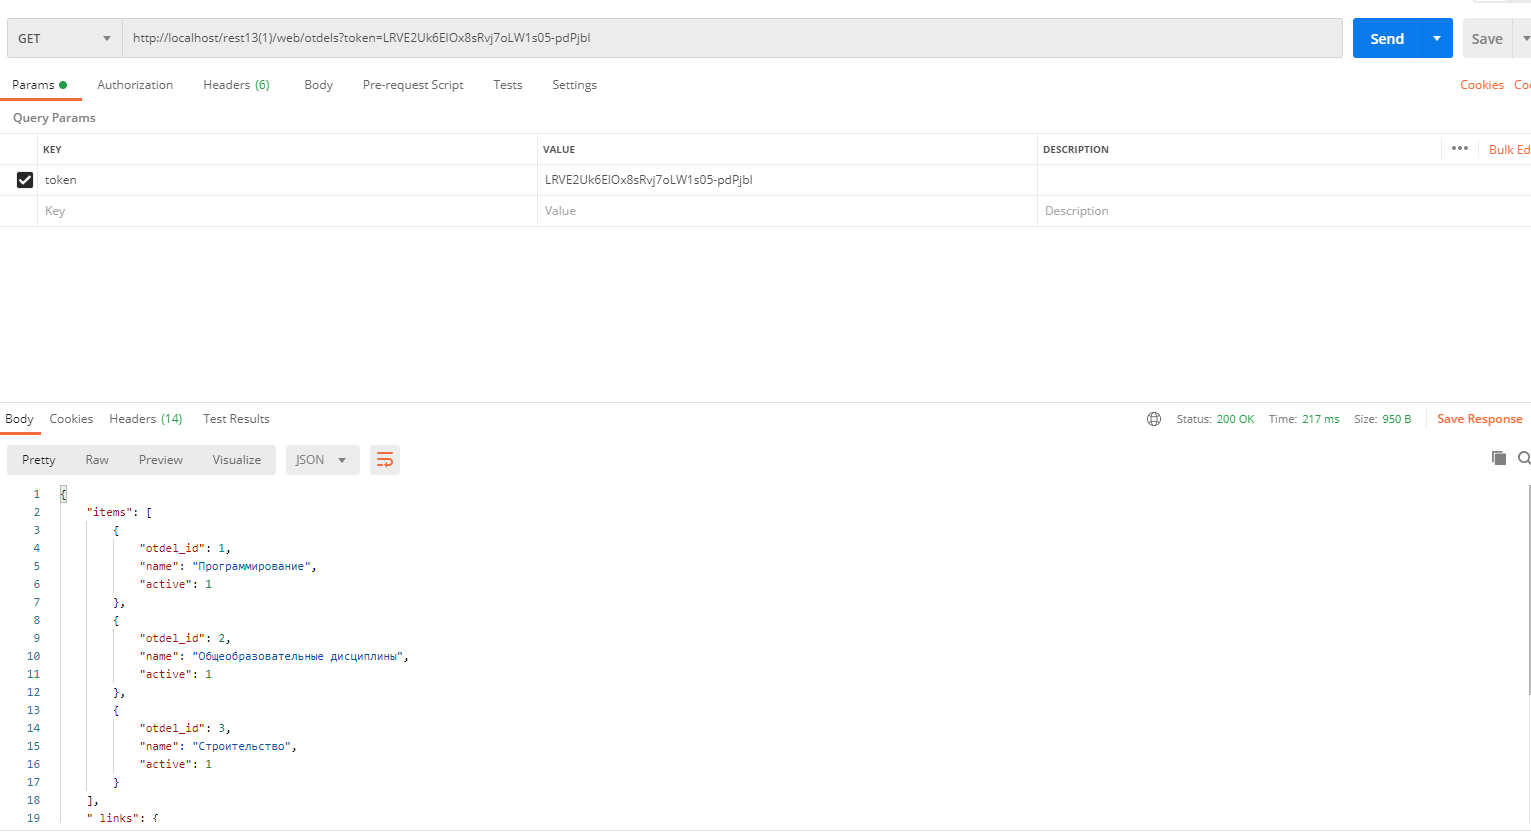 GET http://localhost/rest13(1)/web/otdels?token=LRVE2Uk6EIOx8sRvj7oLW1s05-pdPjbI Send Save
Params Authorization Headers (6) Body Pre-request Script Tests Settings Cookies
Query Params
KEY VALUE DESCRIPTION ••• Bulk Ed
token LRVE2Uk6EIOx8sRvj7oLW1s05-pdPjbI
Key Value Description
Body Cookies Headers (14) Test Results Status: 200 OK Time: 217 ms Size: 950 B Save Response
Pretty Raw Preview Visualize JSON
1 {
2 "items": [
3 {
4 "otdel_id": 1,
5 "name": "Программирование",
6 "active": 1
7 },
8 {
9 "otdel_id": 2,
10 "name": "Общеобразовательные дисциплины",
11 "active": 1
12 },
13 {
14 "otdel_id": 3,
15 "name": "Строительство",
16 "active": 1
17 }
18 ],
19 "_links": {